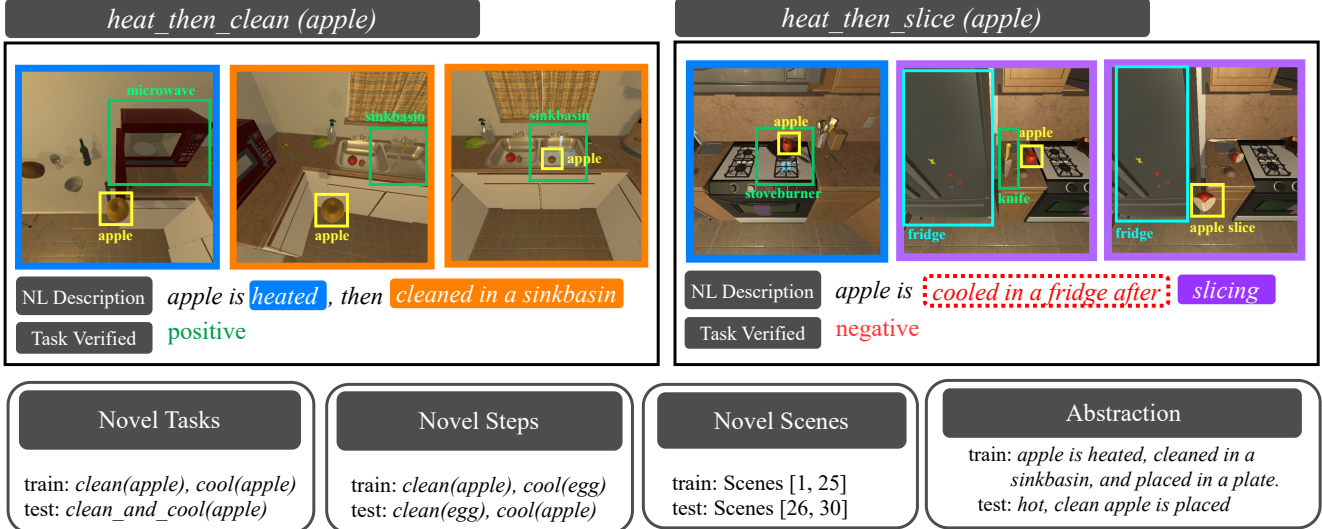 heat_then_clean (apple)
heat_then_slice (apple)
microwave
apple
sinkbasin
apple
sinkbasin
apple
apple
stoveburner
apple
knife
fridge
fridge
apple slice
NL Description apple is heated , then cleaned in a sinkbasin
Task Verified positive
NL Description apple is cooled in a fridge after slicing
Task Verified negative
Novel Tasks
train: clean(apple), cool(apple)
test: clean_and_cool(apple)
Novel Steps
train: clean(apple), cool(egg)
test: clean(egg), cool(apple)
Novel Scenes
train: Scenes [1, 25]
test: Scenes [26, 30]
Abstraction
train: apple is heated, cleaned in a
sinkbasin, and placed in a plate.
test: hot, clean apple is placed